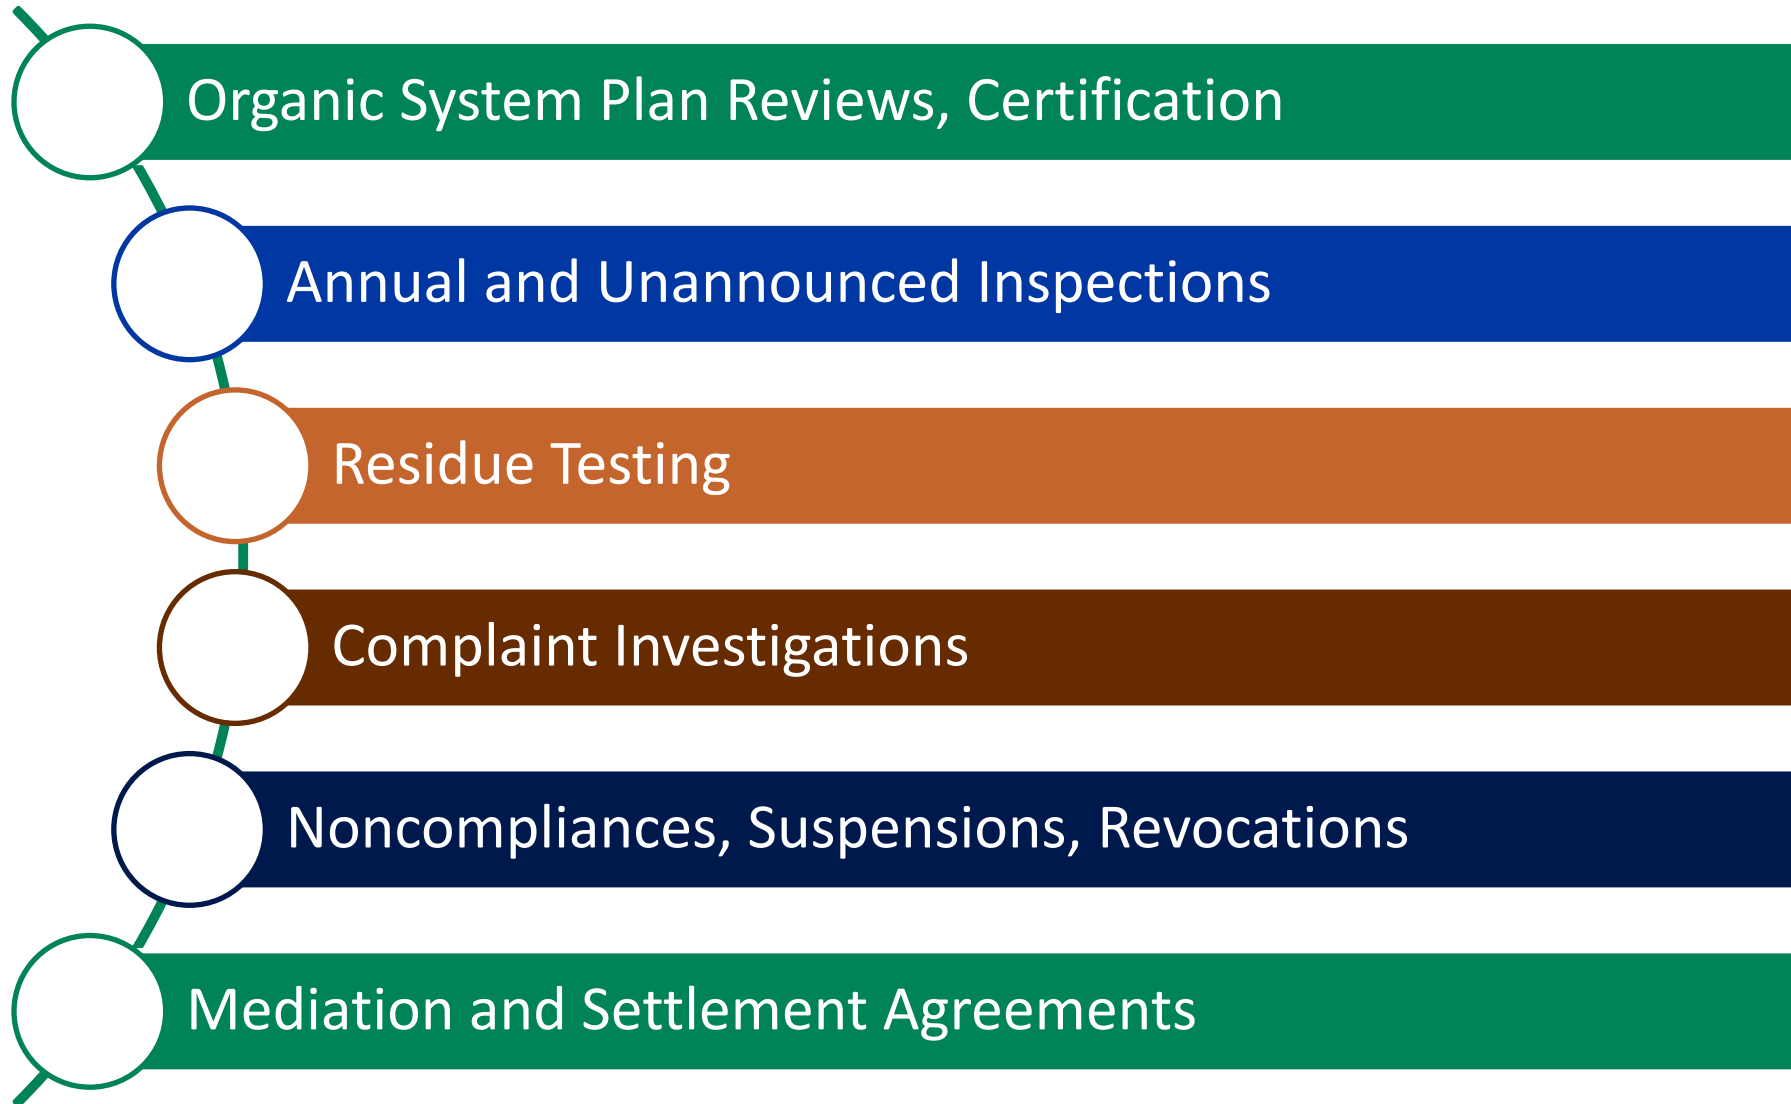 Organic System Plan Reviews, Certification
Annual and Unannounced Inspections
Residue Testing
Complaint Investigations
Noncompliances, Suspensions, Revocations
Mediation and Settlement Agreements